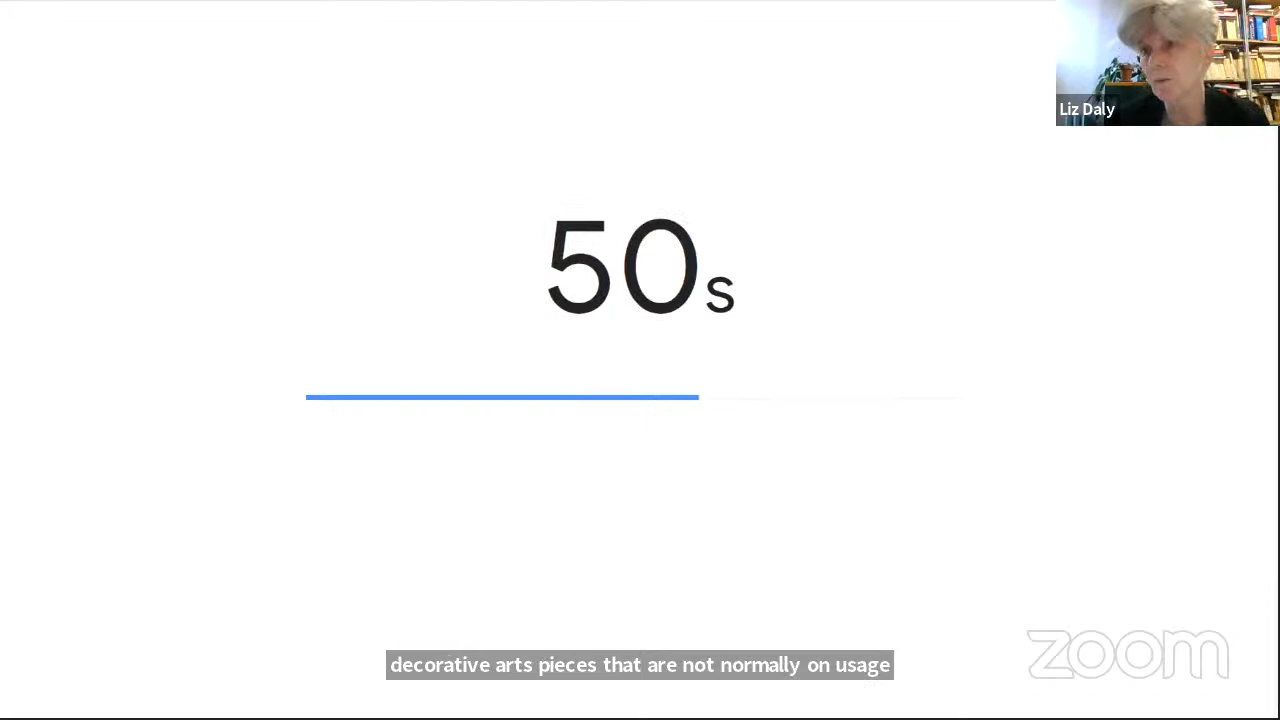 Liz Daly
50s
decorative arts pieces that are not normally on usage
zoom